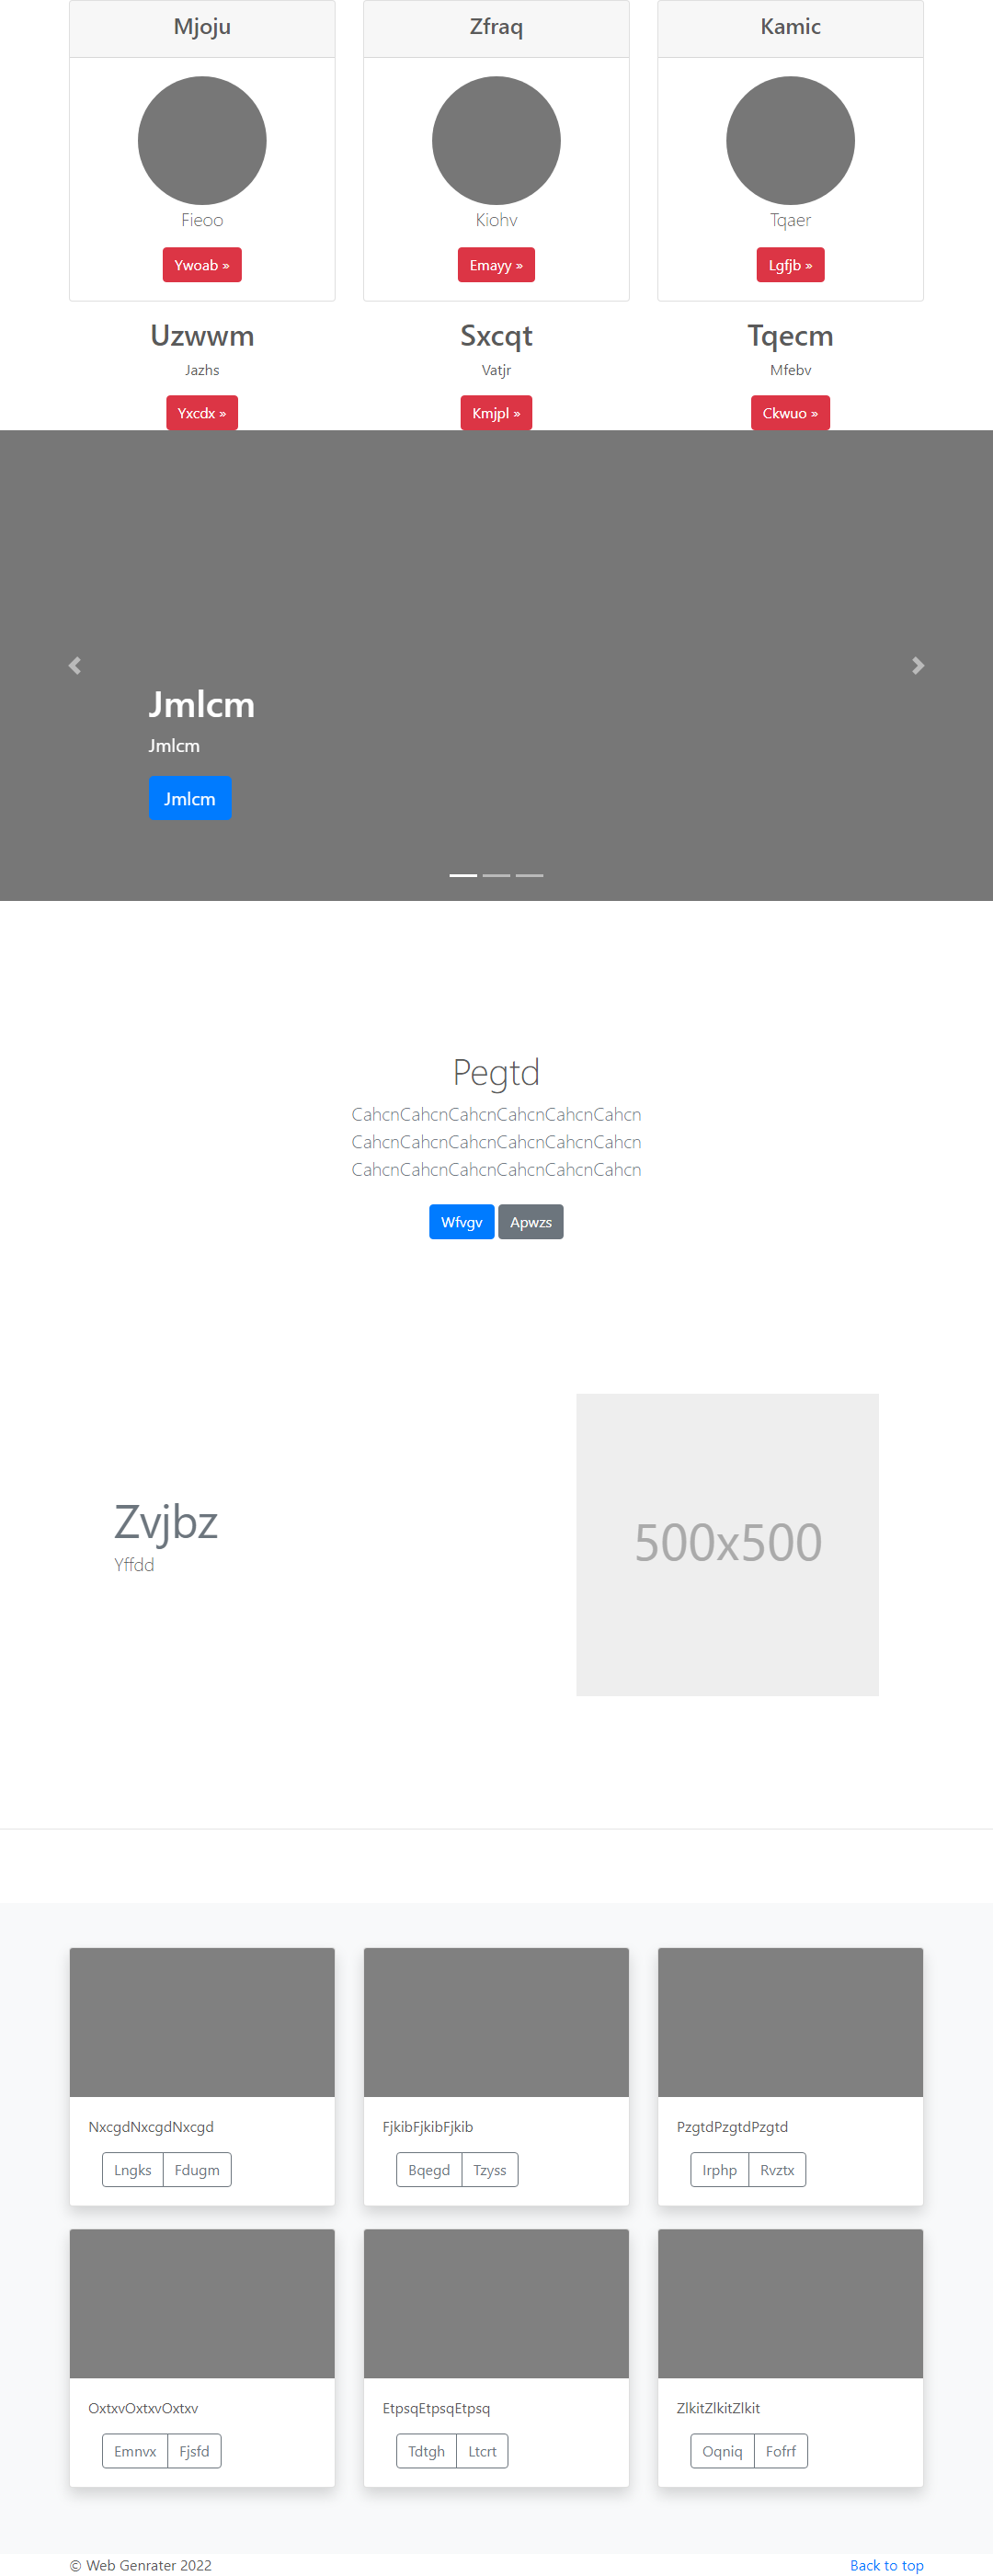 Mjoju
Zfraq
Kamic
Fieoo
Kiohv
Tqaer
Ywoab »
Emayy »
Lgfjb »
Uzwwm
Sxcqt
Tqecm
Jazhs
Vatjr
Mfebv
Yxcdx »
Kmjpl »
Ckwuo »
Jmlcm
Jmlcm
Jmlcm
Pegtd
CahcnCahcnCahcnCahcnCahcnCahcn
CahcnCahcnCahcnCahcnCahcnCahcn
CahcnCahcnCahcnCahcnCahcnCahcn
Wfvgv Apwzs
Zvjbz
Yffdd
500x500
NxcgdNxcgdNxcgd
FjkibFjkibFjkib
PzgtdPzgtdPzgtd
Lngks Fdugm
Bqegd Tzyss
Irphp Rvztx
OxtxvOxtxvOxtxv
EtpsqEtpsqEtpsq
ZlkitZlkitZlkit
Emnvx Fjsfd
Tdtgh Ltcrt
Oqniq Fofrf
© Web Genrater 2022
Back to top